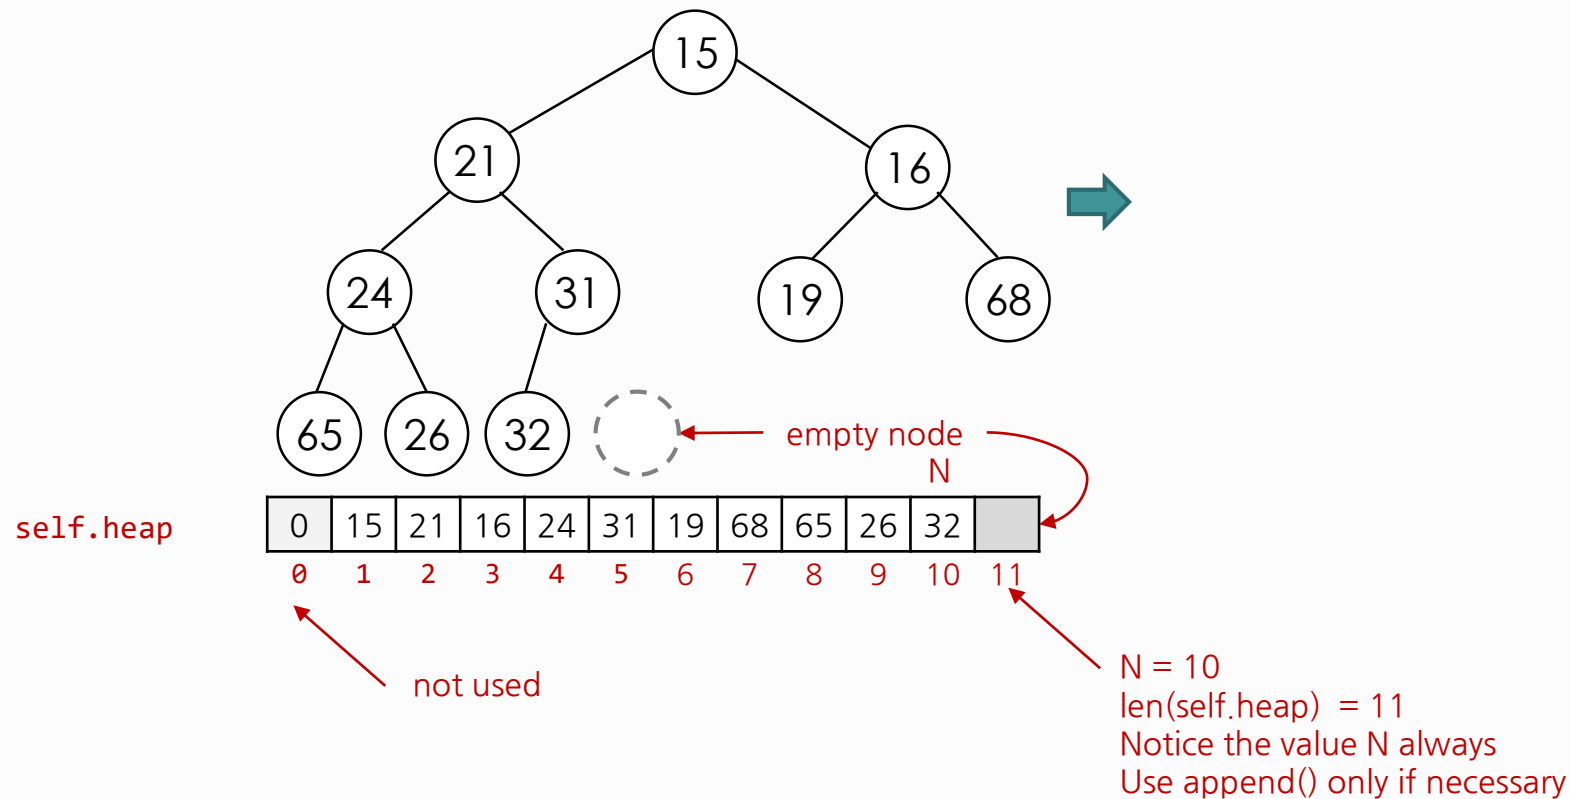 15
21
16
24
31
19
68
65
26
32
empty node
N
self.heap
0 15 21 16 24 31 19 68 65 26 32
0 1 2 3 4 5 6 7 8 9 10 11
not used
N = 10
len(self.heap) = 11
Notice the value N always
Use append() only if necessary